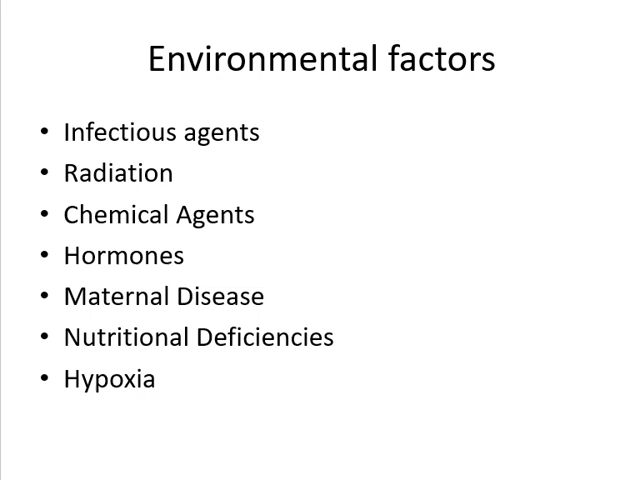 Environmental factors
• Infectious agents
• Radiation
• Chemical Agents
• Hormones
• Maternal Disease
• Nutritional Deficiencies
• Hypoxia